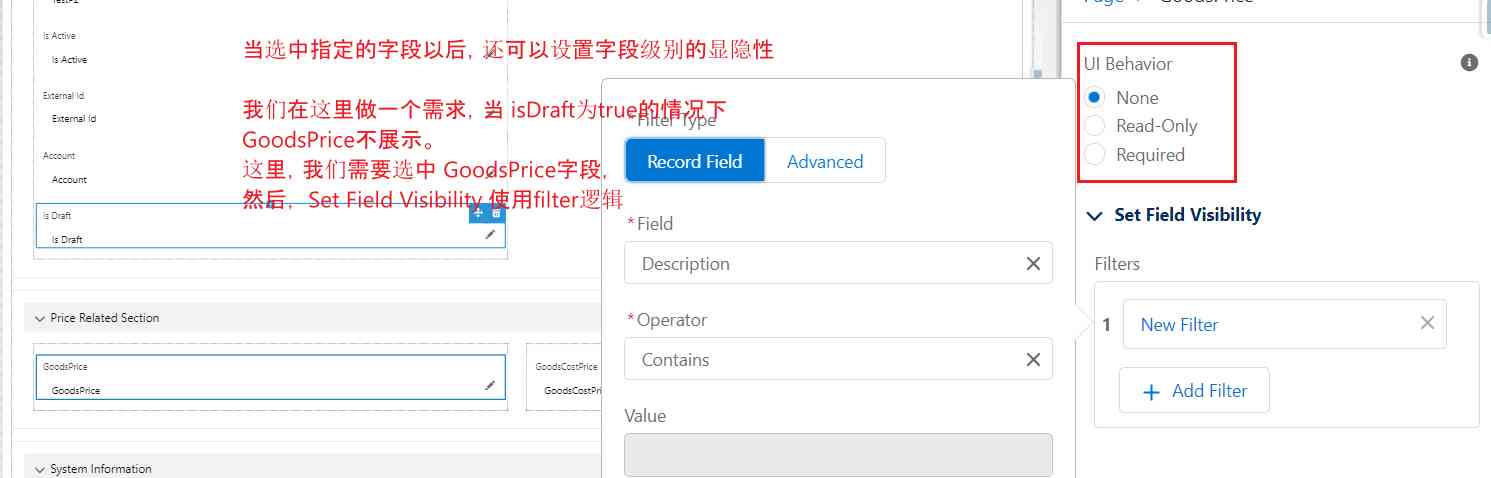 TestP2
Page > GoodsPrice
Is Active
Is Active
当选中指定的字段以后, 还可以设置字段级别的显隐性
UI Behavior
None
Read-Only
Required
External Id
External Id
我们在这里做一个需求, 当 isDraft为true的情况下
GoodsPrice不展示。
这里, 我们需要选中 GoodsPrice字段,
然后, Set Field Visibility 使用filter逻辑
Account
Account
Is Draft
Is Draft
*Filter Type
Record Field
Advanced
*Field
Description
*Operator
Contains
Value
Set Field Visibility
Filters
1 New Filter
Add Filter
Price Related Section
GoodsPrice
GoodsPrice
GoodsCostPrice
GoodsCostPri
System Information